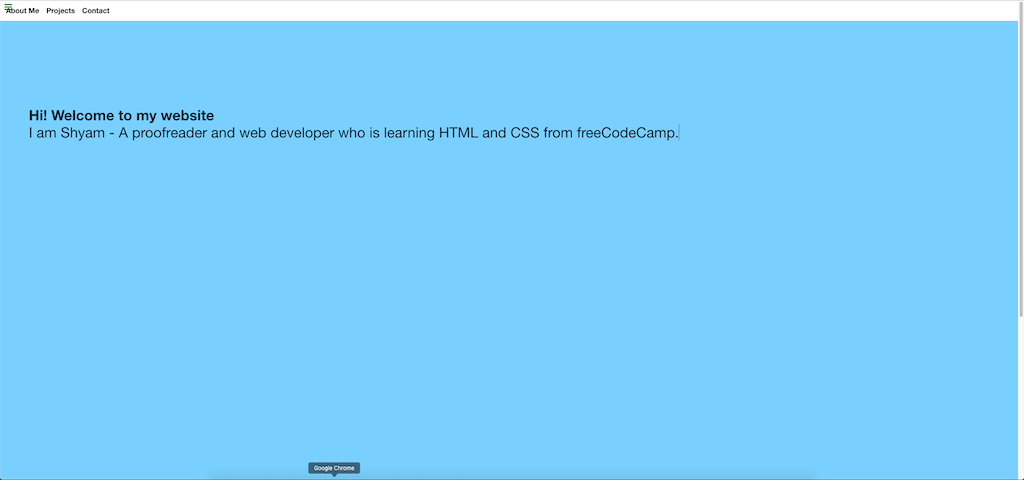 About Me Projects Contact
Hi! Welcome to my website
I am Shyam - A proofreader and web developer who is learning HTML and CSS from freeCodeCamp.
Google Chrome